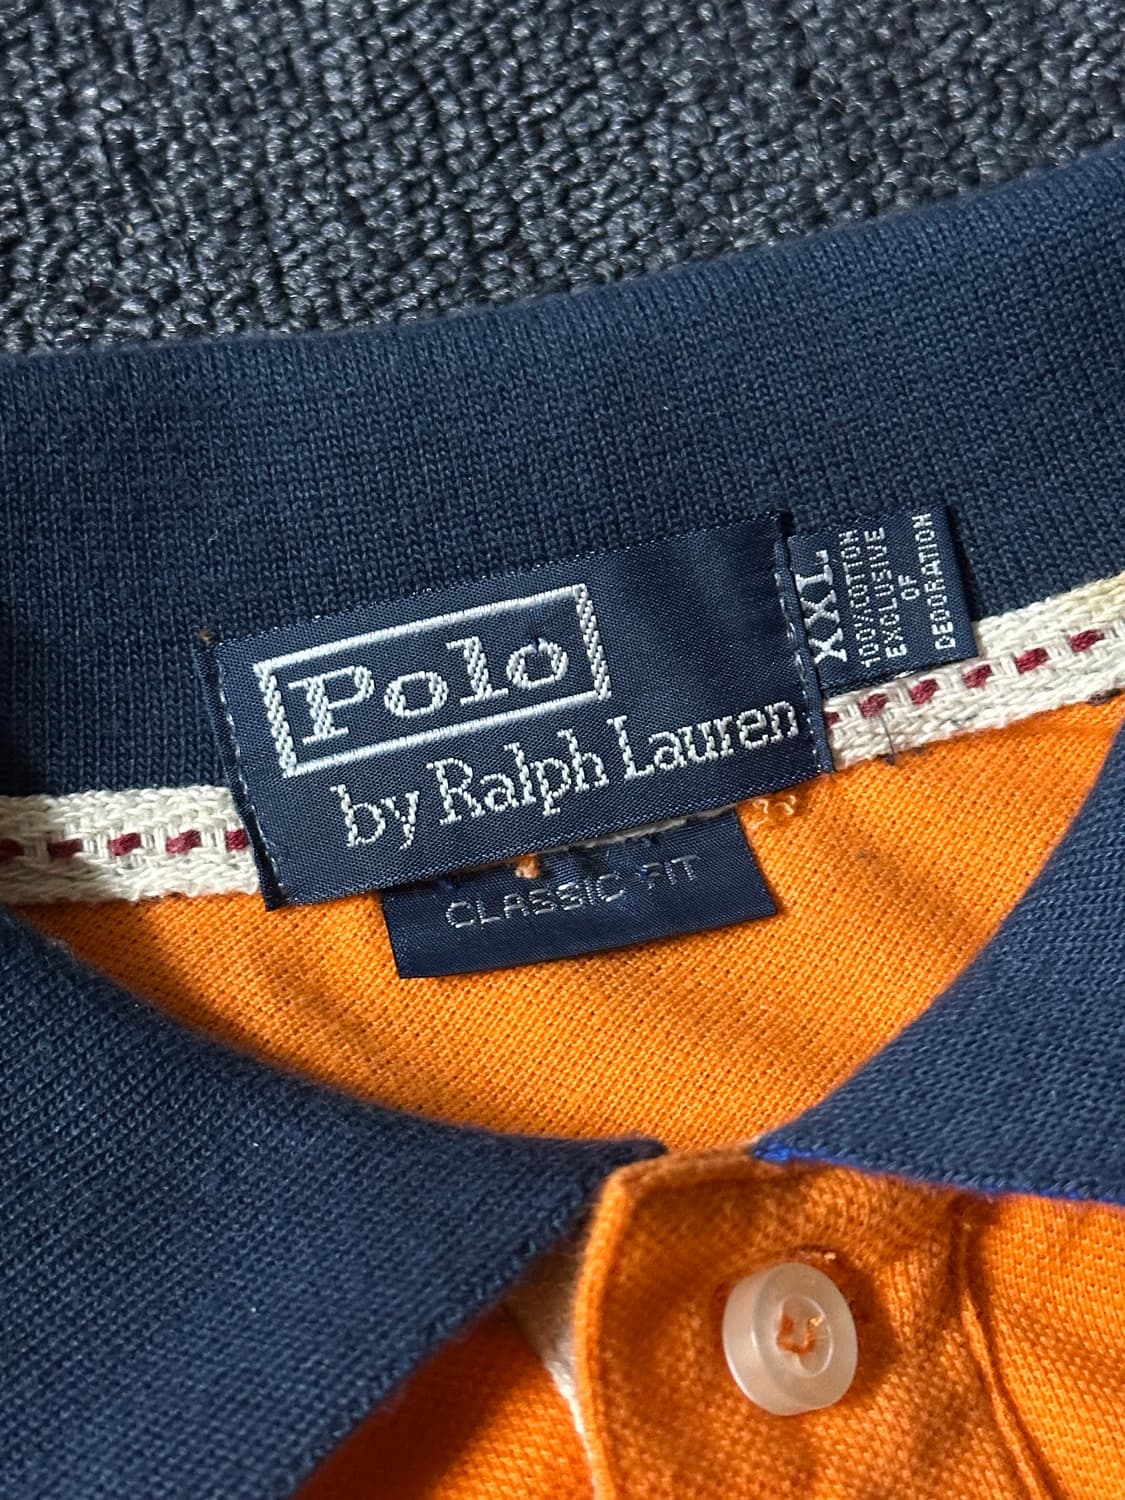 Polo
by Ralph Lauren
XXL
100%COTTON
EXCLUSIVE
OF
DECORATION
CLASSIC FIT